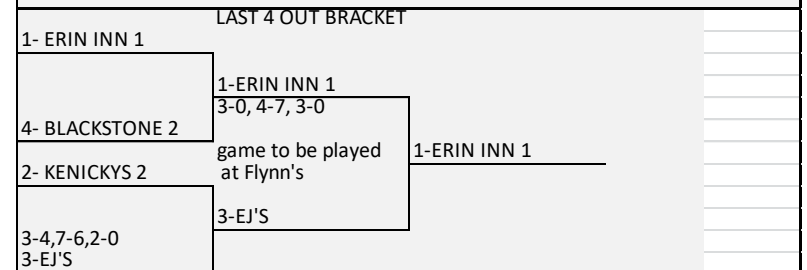 LAST 4 OUT BRACKET
1- ERIN INN 1
1-ERIN INN 1
3-0, 4-7, 3-0
4- BLACKSTONE 2
game to be played
at Flynn's
1-ERIN INN 1
2- KENICKYS 2
3-EJ'S
3-4,7-6,2-0
3-EJ'S